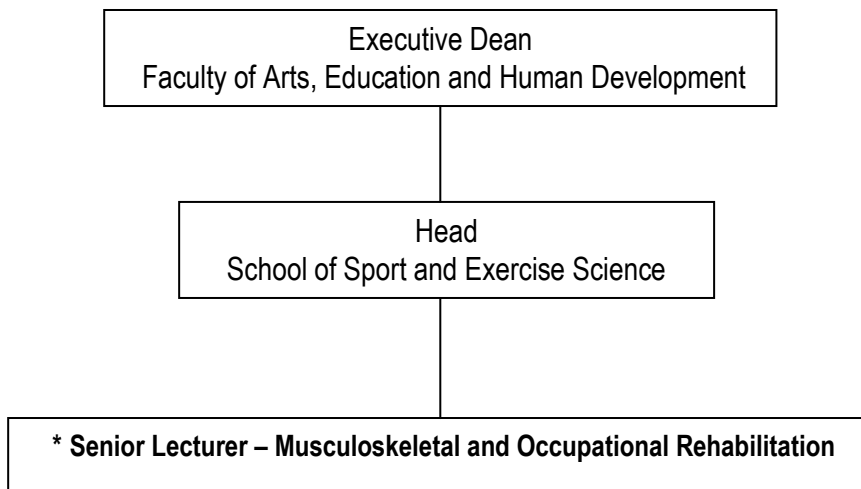 Executive Dean
Faculty of Arts, Education and Human Development
Head
School of Sport and Exercise Science
* Senior Lecturer – Musculoskeletal and Occupational Rehabilitation